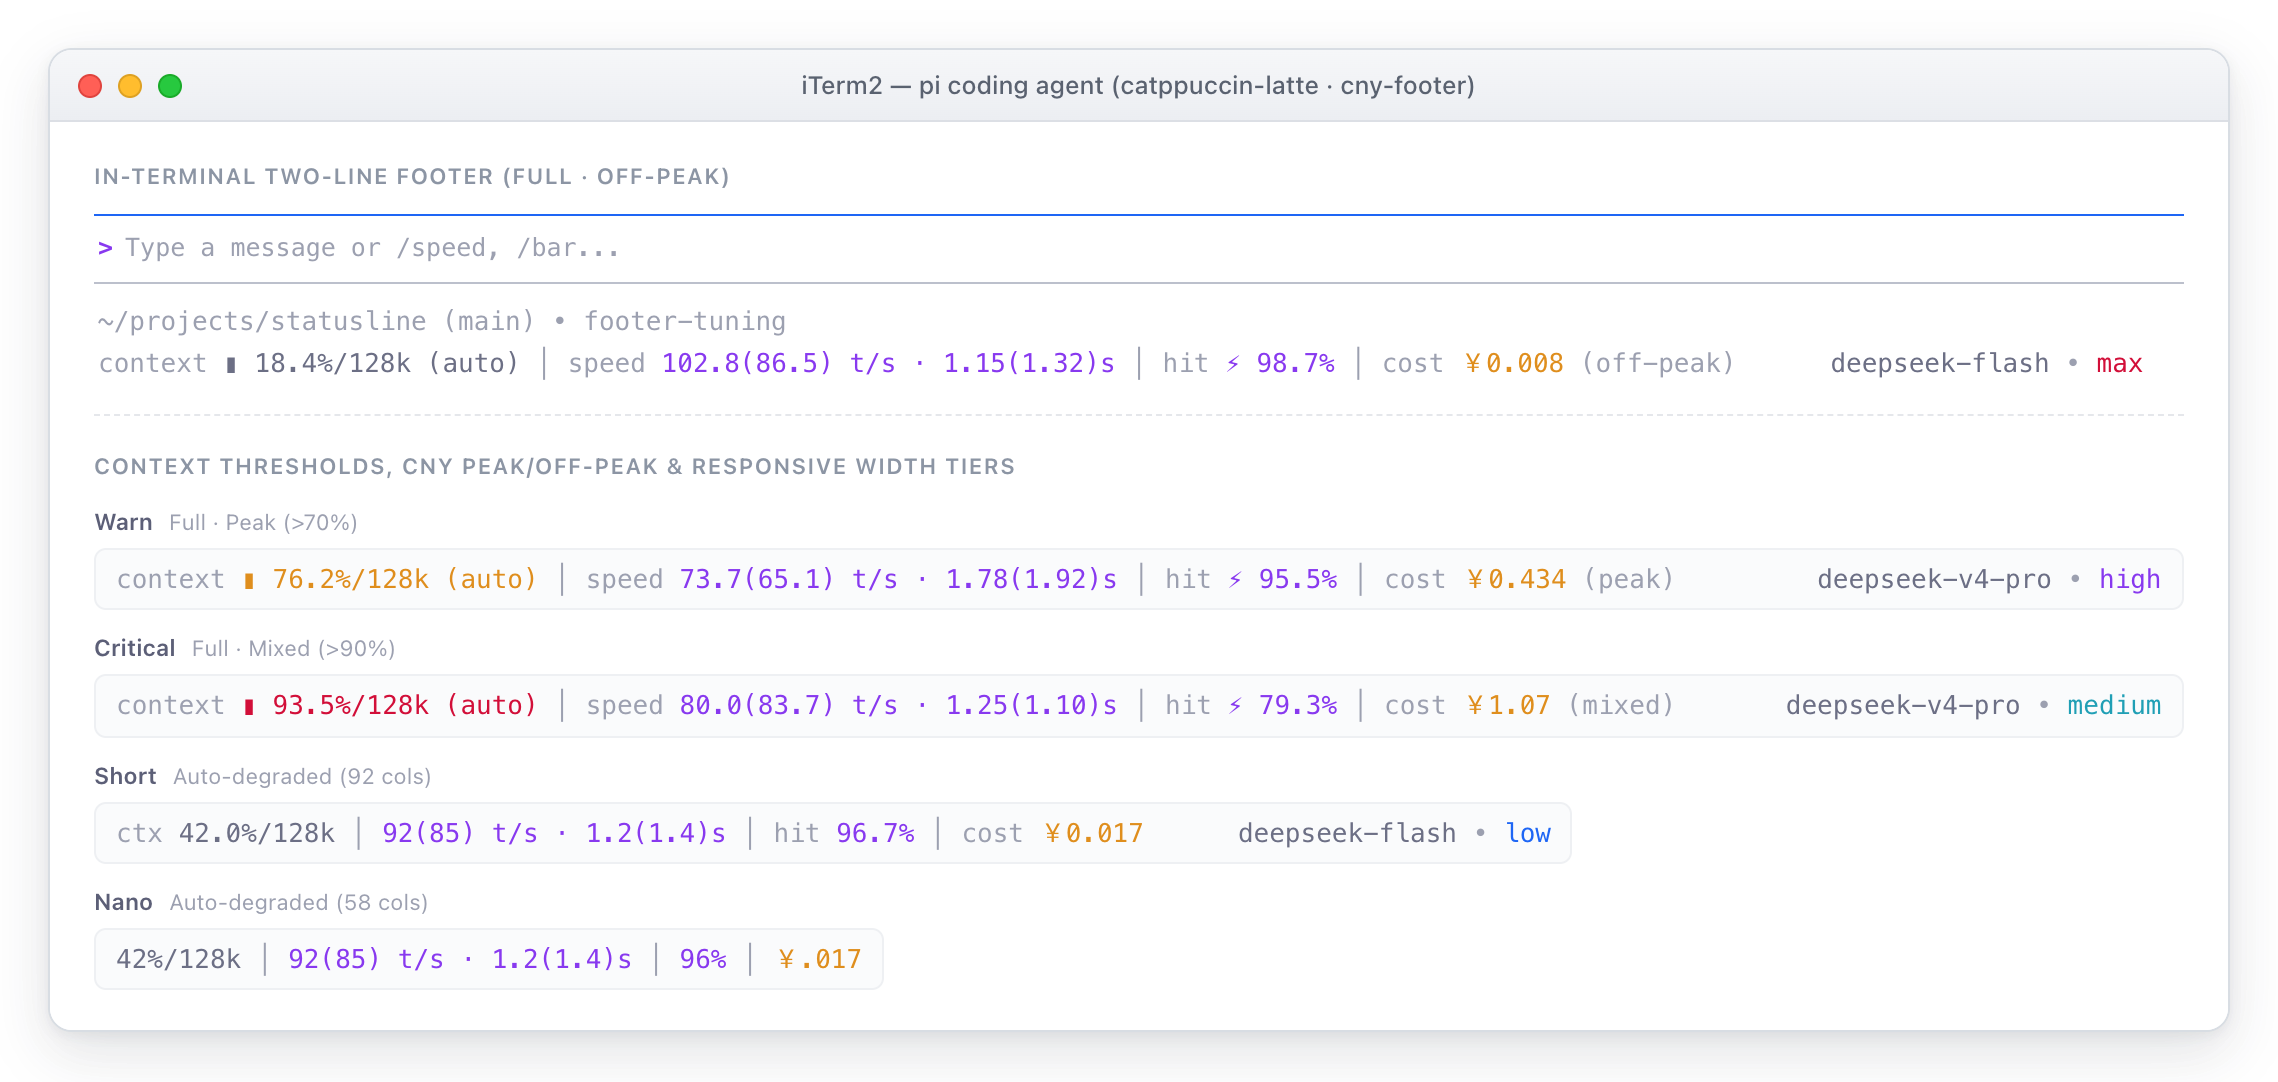 iTerm2 — pi coding agent (catppuccin-latte · cny-footer)
IN-TERMINAL TWO-LINE FOOTER (FULL · OFF-PEAK)
> Type a message or /speed, /bar...
~/projects/statusline (main) • footer-tuning
context ▮ 18.4%/128k (auto) │ speed 102.8(86.5) t/s · 1.15(1.32)s │ hit ⚡ 98.7% │ cost ¥0.008 (off-peak) deepseek-flash • max
CONTEXT THRESHOLDS, CNY PEAK/OFF-PEAK & RESPONSIVE WIDTH TIERS
Warn Full · Peak (>70%)
context ▮ 76.2%/128k (auto) │ speed 73.7(65.1) t/s · 1.78(1.92)s │ hit ⚡ 95.5% │ cost ¥0.434 (peak) deepseek-v4-pro • high
Critical Full · Mixed (>90%)
context ▮ 93.5%/128k (auto) │ speed 80.0(83.7) t/s · 1.25(1.10)s │ hit ⚡ 79.3% │ cost ¥1.07 (mixed) deepseek-v4-pro • medium
Short Auto-degraded (92 cols)
ctx 42.0%/128k │ 92(85) t/s · 1.2(1.4)s │ hit 96.7% │ cost ¥0.017 deepseek-flash • low
Nano Auto-degraded (58 cols)
42%/128k │ 92(85) t/s · 1.2(1.4)s │ 96% │ ¥.017